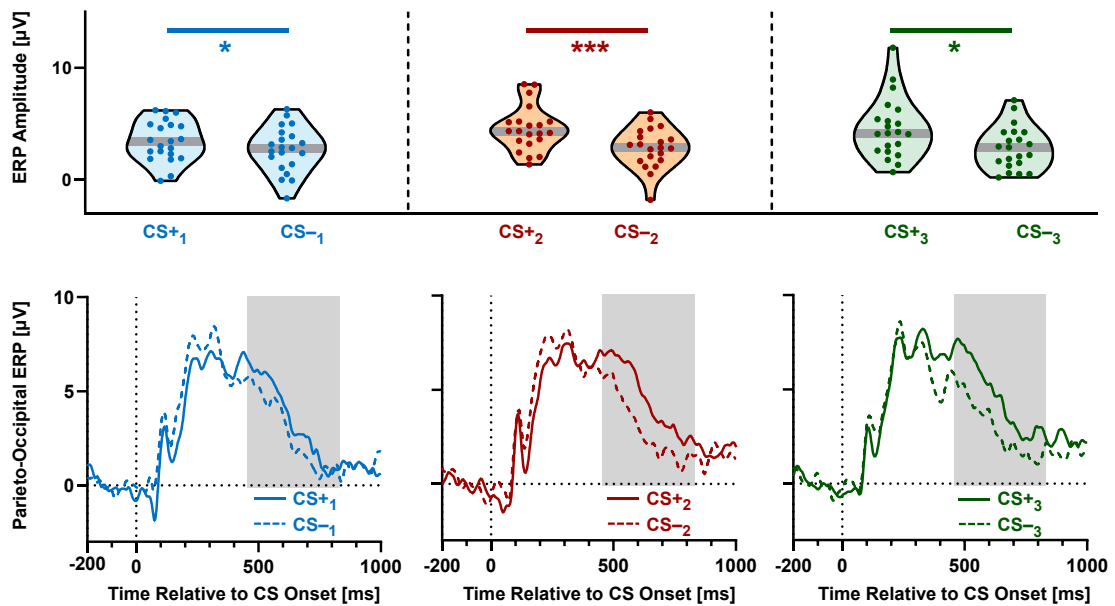 ERP Amplitude [µV]
10
0
*
***
*
CS+1
CS–1
CS+2
CS–2
CS+3
CS–3
Parieto-Occipital ERP [µV]
10
5
0
CS+1
CS–1
-200
0
500
1000
Time Relative to CS Onset [ms]
CS+2
CS–2
-200
0
500
1000
Time Relative to CS Onset [ms]
CS+3
CS–3
-200
0
500
1000
Time Relative to CS Onset [ms]